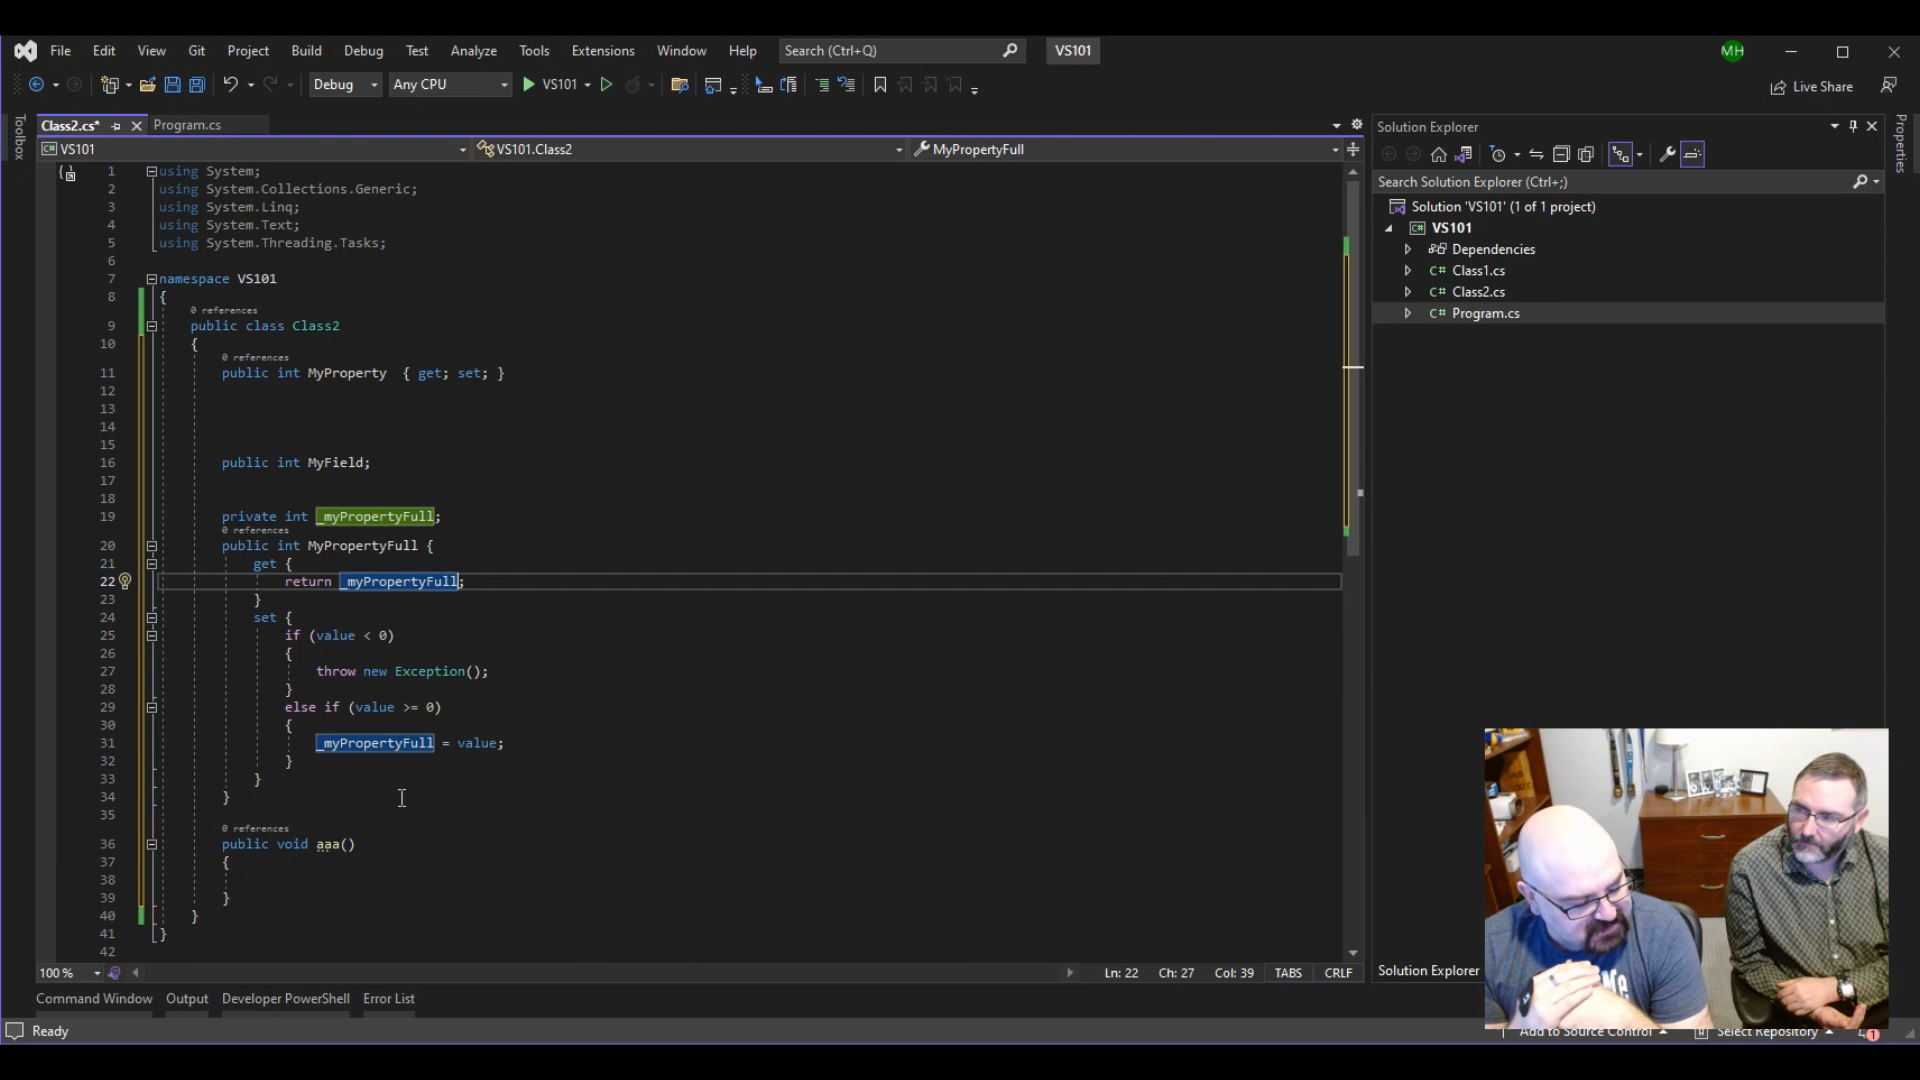 File Edit View Git Project Build Debug Test Analyze Tools Extensions Window Help Search (Ctrl+Q) VS101 MH
Debug Any CPU VS101 Live Share
Toolbox
Class2.cs* Program.cs
VS101 VS101.Class2 MyPropertyFull
1 using System;
2 using System.Collections.Generic;
3 using System.Linq;
4 using System.Text;
5 using System.Threading.Tasks;
6
7 namespace VS101
8 {
0 references
9 public class Class2
10 {
0 references
11 public int MyProperty { get; set; }
12
13
14
15
16 public int MyField;
17
18
19 private int _myPropertyFull;
0 references
20 public int MyPropertyFull {
21 get {
22 return _myPropertyFull;
23 }
24 set {
25 if (value < 0)
26 {
27 throw new Exception();
28 }
29 else if (value >= 0)
30 {
31 _myPropertyFull = value;
32 }
33 }
34 }
35
0 references
36 public void aaa()
37 {
38
39 }
40 }
41 }
42
100 % Ln: 22 Ch: 27 Col: 39 TABS CRLF
Command Window Output Developer PowerShell Error List
Solution Explorer
Search Solution Explorer (Ctrl+;)
Solution 'VS101' (1 of 1 project)
VS101
Dependencies
C# Class1.cs
C# Class2.cs
C# Program.cs
Solution Explorer
Properties
Ready Add to Source Control Select Repository 1